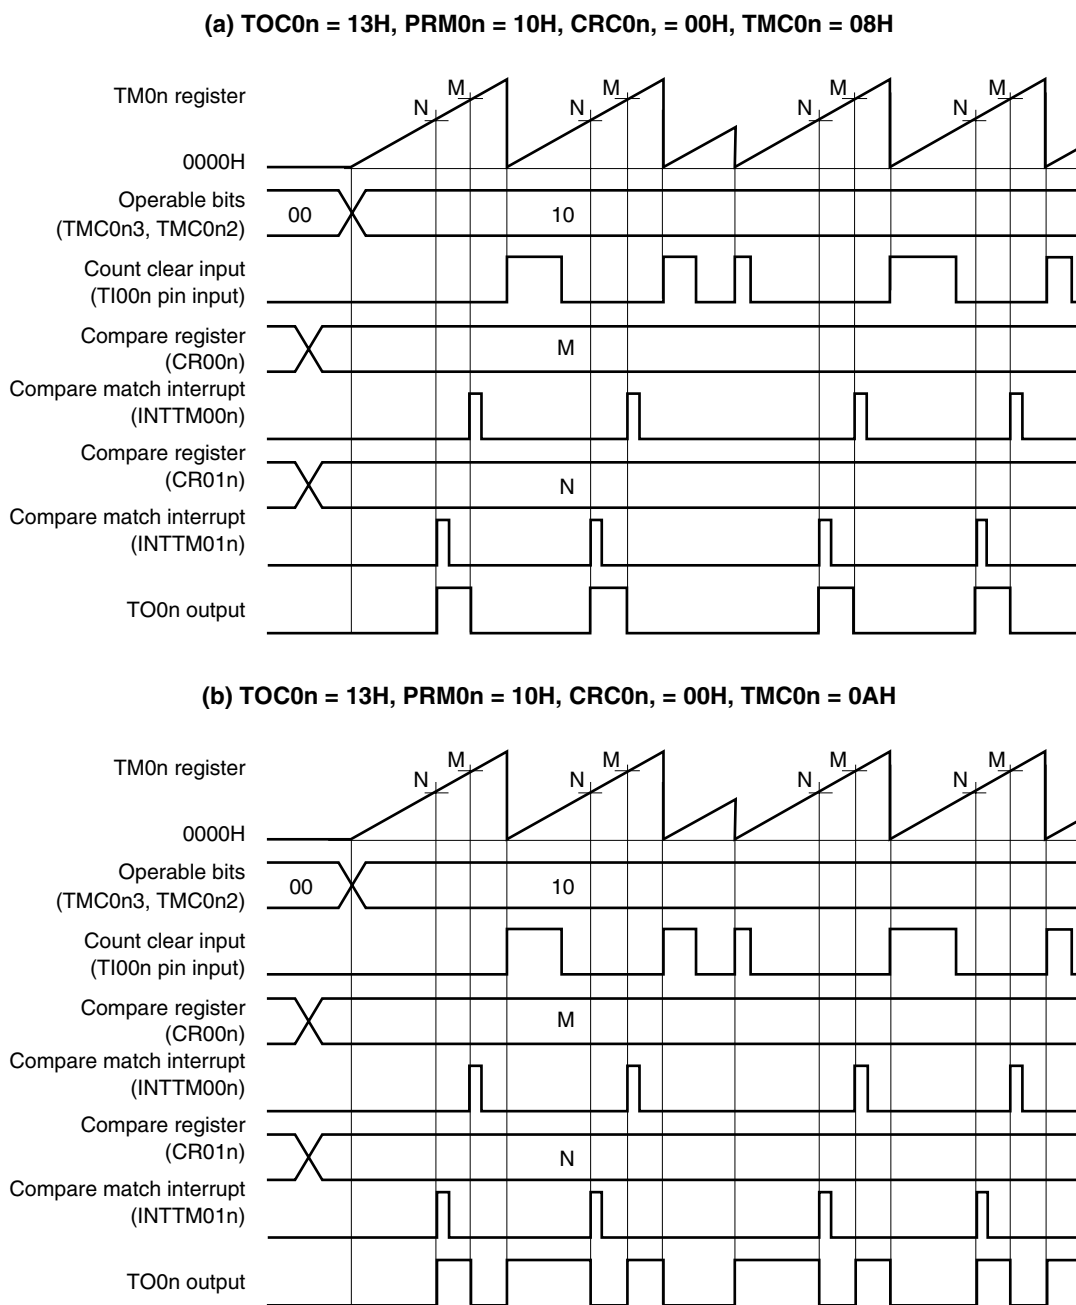 (a) TOC0n = 13H, PRM0n = 10H, CRC0n, = 00H, TMC0n = 08H
M M M M
TM0n register
N N N N
0000H
Operable bits
(TMC0n3, TMC0n2)
00 10
Count clear input
(TI00n pin input)
Compare register
(CR00n)
M
Compare match interrupt
(INTTM00n)
Compare register
(CR01n)
N
Compare match interrupt
(INTTM01n)
TO0n output
(b) TOC0n = 13H, PRM0n = 10H, CRC0n, = 00H, TMC0n = 0AH
M M M M
TM0n register
N N N N
0000H
Operable bits
(TMC0n3, TMC0n2)
00 10
Count clear input
(TI00n pin input)
Compare register
(CR00n)
M
Compare match interrupt
(INTTM00n)
Compare register
(CR01n)
N
Compare match interrupt
(INTTM01n)
TO0n output